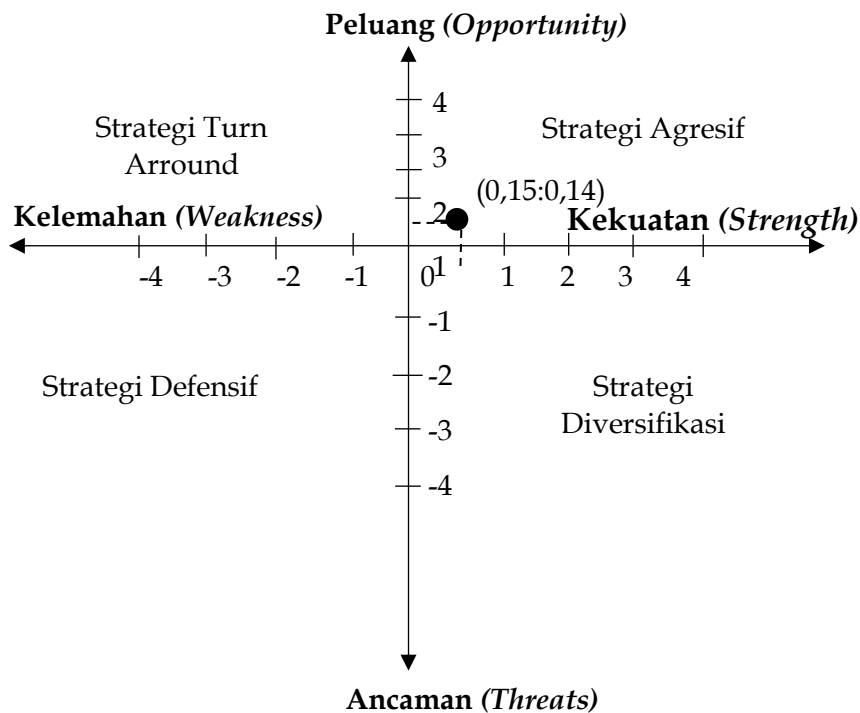 Peluang (Opportunity)
4
Strategi Turn
Arround
Strategi Agresif
3
(0,15:0,14)
2
Kelemahan (Weakness)
Kekuatan (Strength)
-4 -3 -2 -1 0 1 1 2 3 4
-1
Strategi Defensif
-2
Strategi
Diversifikasi
-3
-4
Ancaman (Threats)